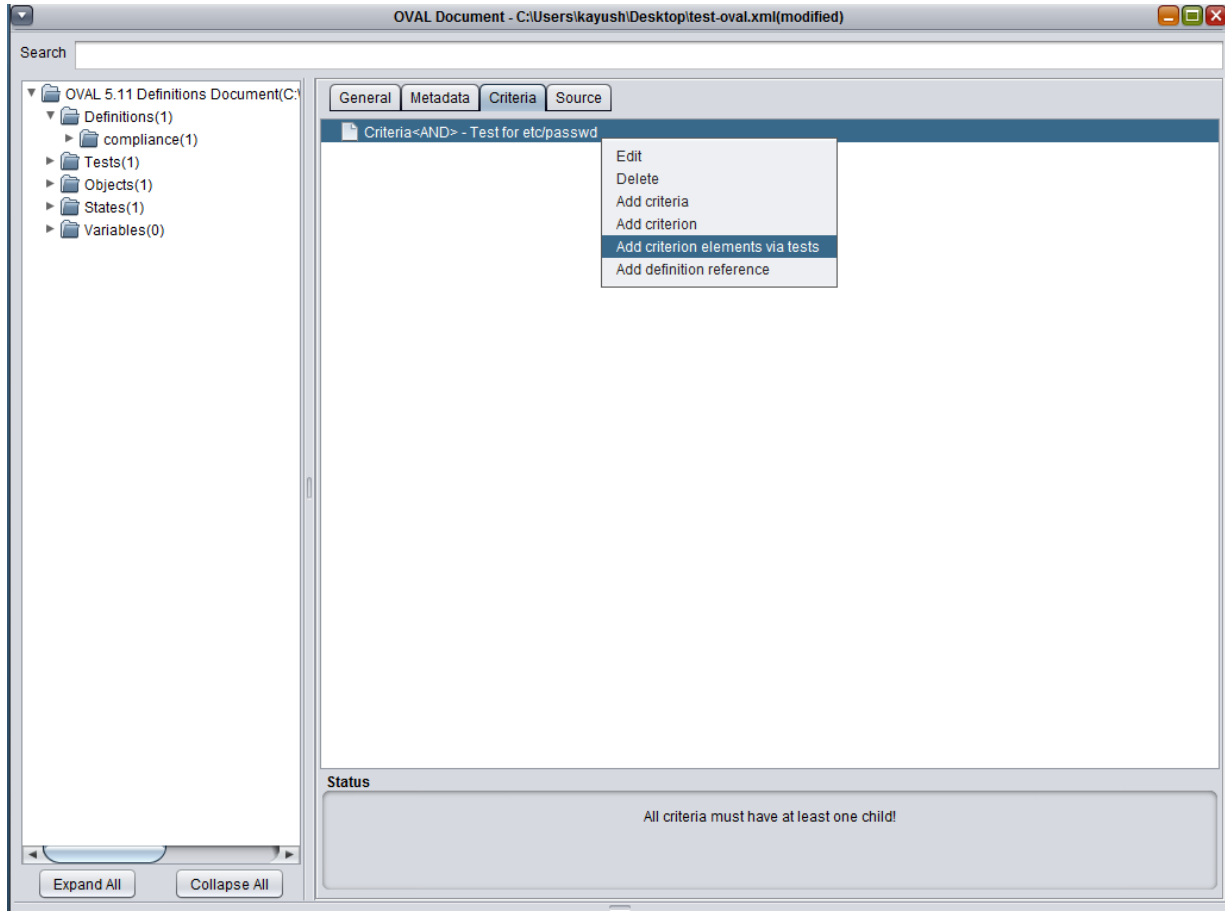 OVAL Document - C:\Users\kayush\Desktop\test-oval.xml(modified)
Search
OVAL 5.11 Definitions Document(C:\
Definitions(1)
compliance(1)
Tests(1)
Objects(1)
States(1)
Variables(0)
Expand All Collapse All
General Metadata Criteria Source
Criteria<AND> - Test for etc/passwd
Edit
Delete
Add criteria
Add criterion
Add criterion elements via tests
Add definition reference
Status
All criteria must have at least one child!